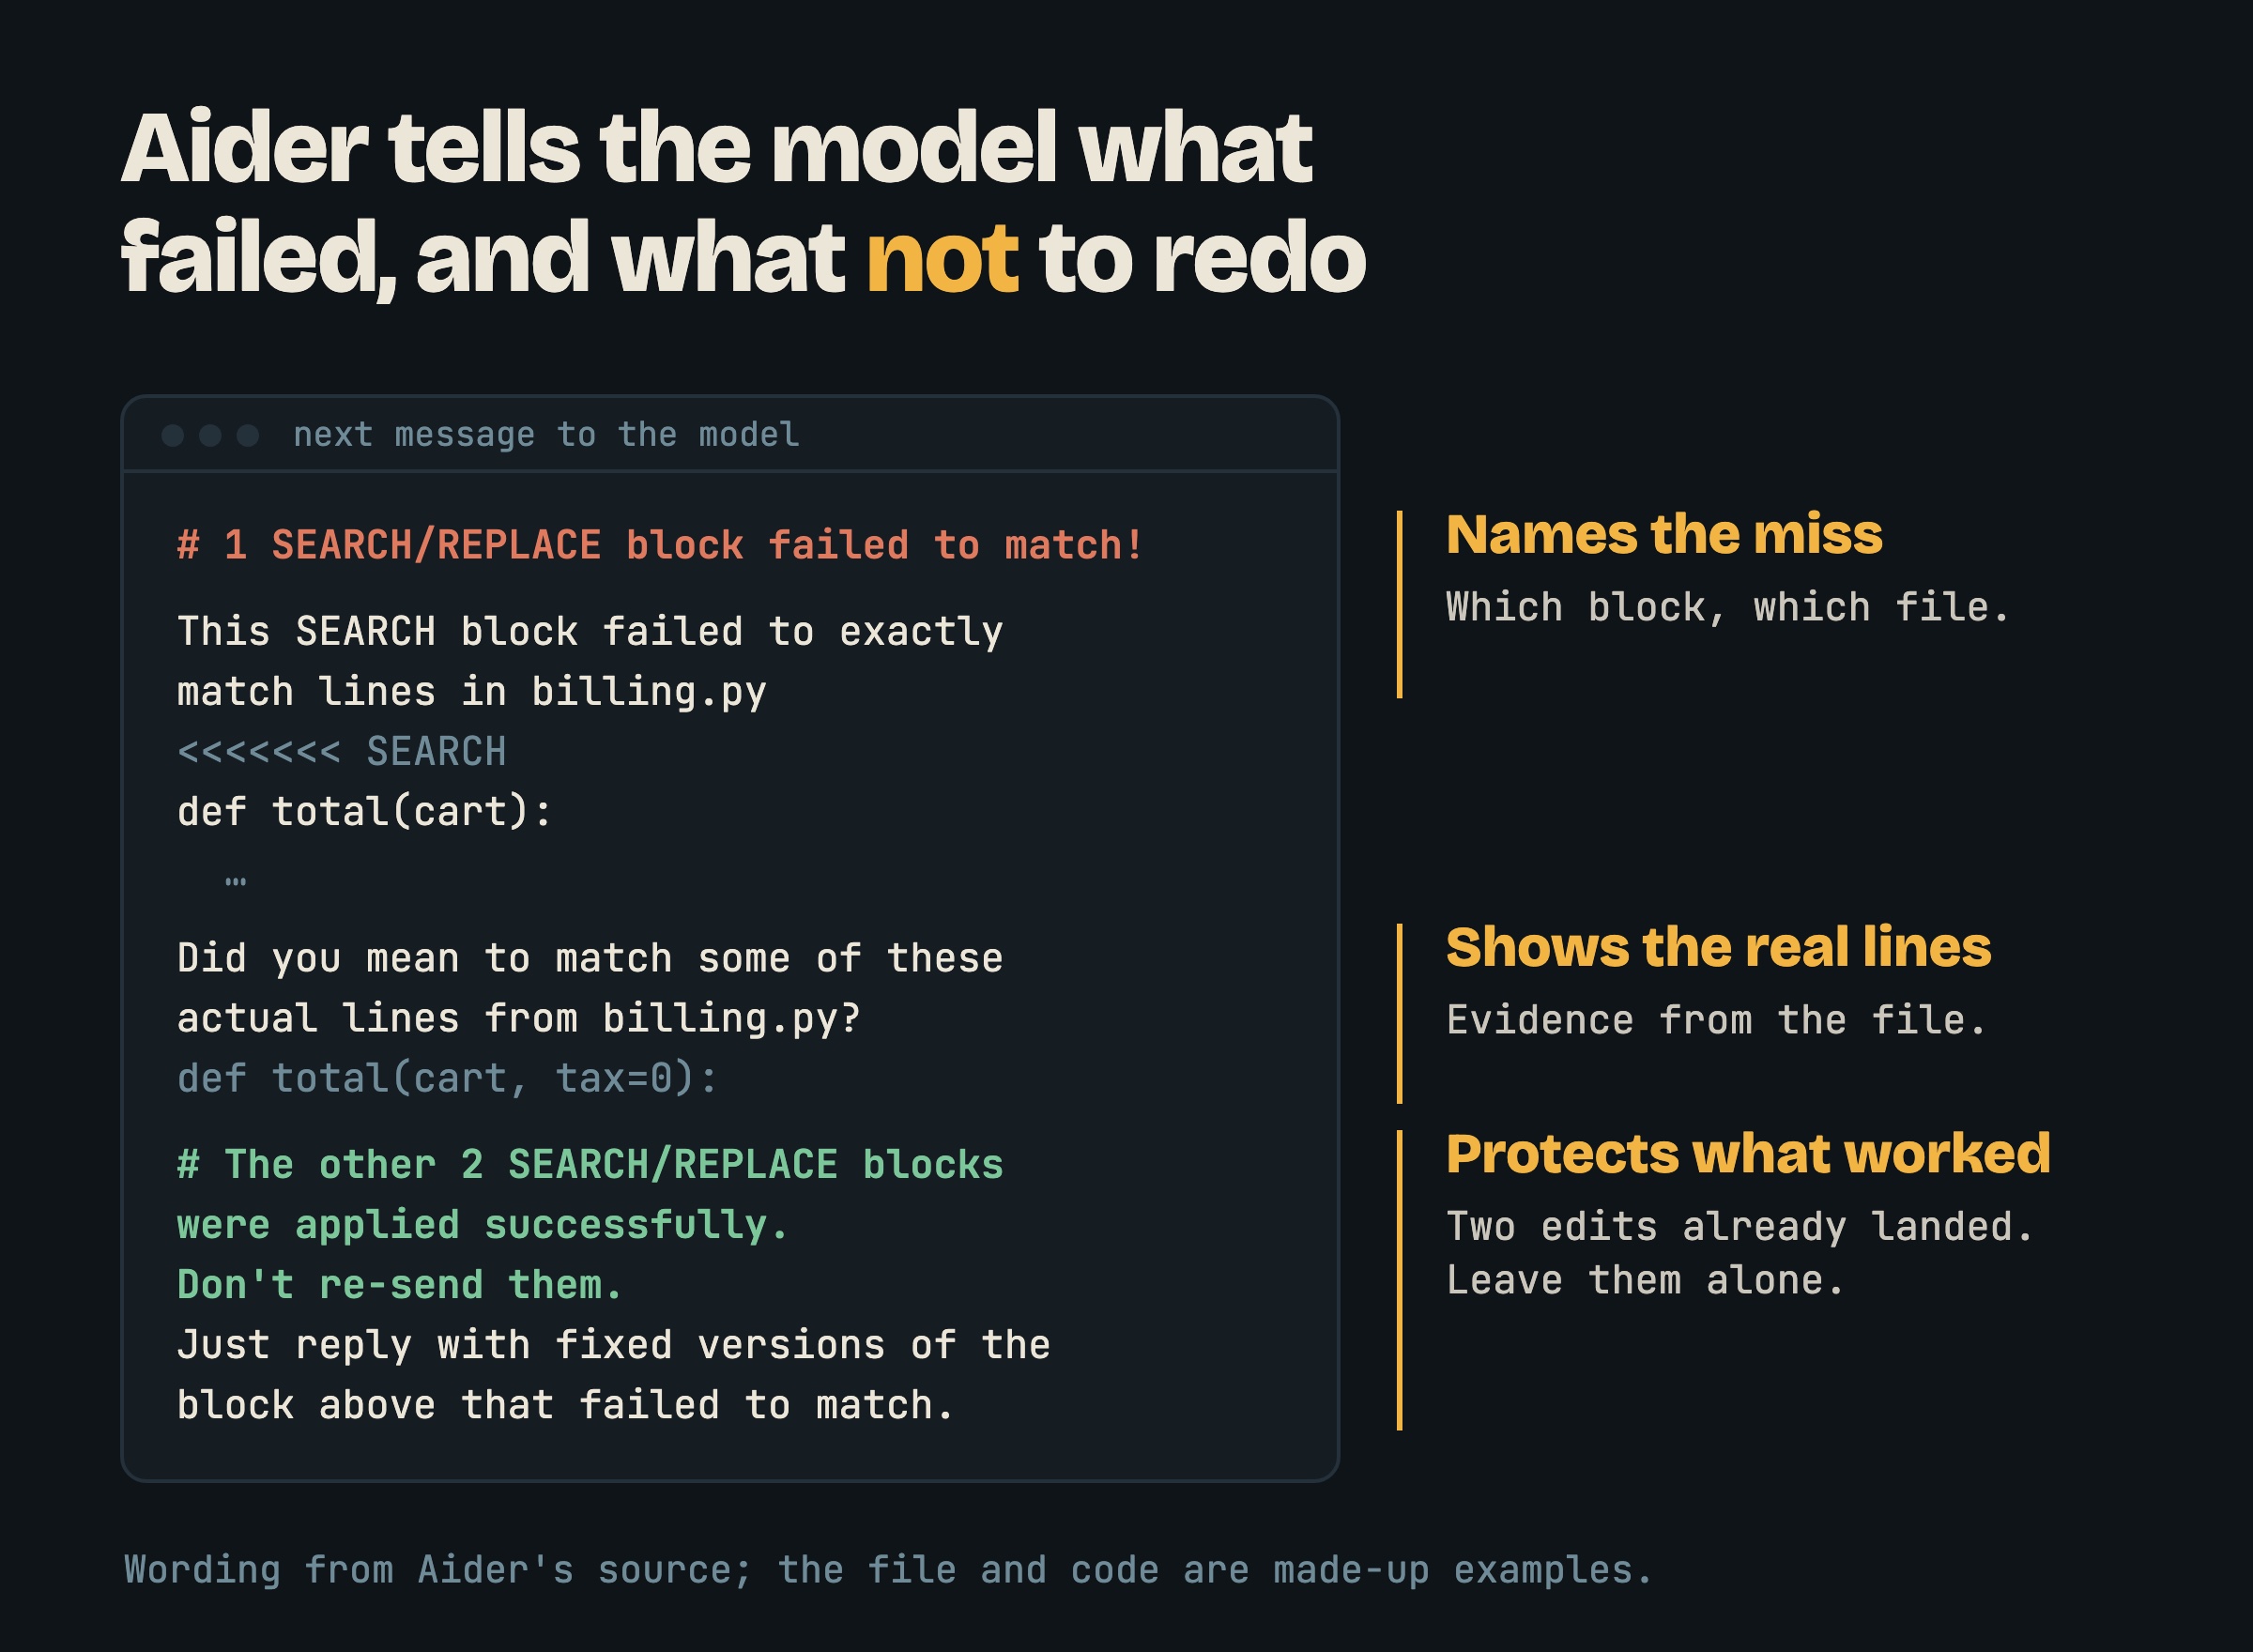 Aider tells the model what
failed, and what not to redo
next message to the model
# 1 SEARCH/REPLACE block failed to match!
This SEARCH block failed to exactly
match lines in billing.py
<<<<<<< SEARCH
def total(cart):
…
Did you mean to match some of these
actual lines from billing.py?
def total(cart, tax=0):
# The other 2 SEARCH/REPLACE blocks
were applied successfully.
Don't re-send them.
Just reply with fixed versions of the
block above that failed to match.
Names the miss
Which block, which file.
Shows the real lines
Evidence from the file.
Protects what worked
Two edits already landed.
Leave them alone.
Wording from Aider's source; the file and code are made-up examples.